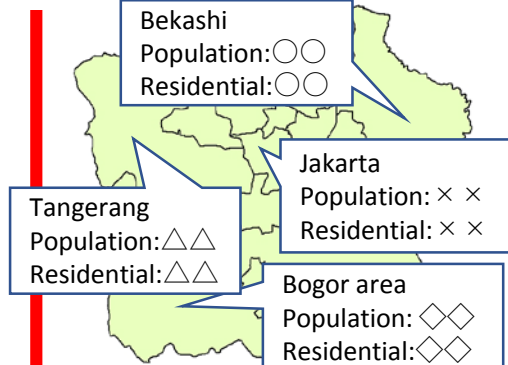 Bekashi
Population:○○
Residential:○○
Jakarta
Population: × ×
Residential: × ×
Tangerang
Population:△△
Residential:△△
Bogor area
Population: ◇◇
Residential:◇◇